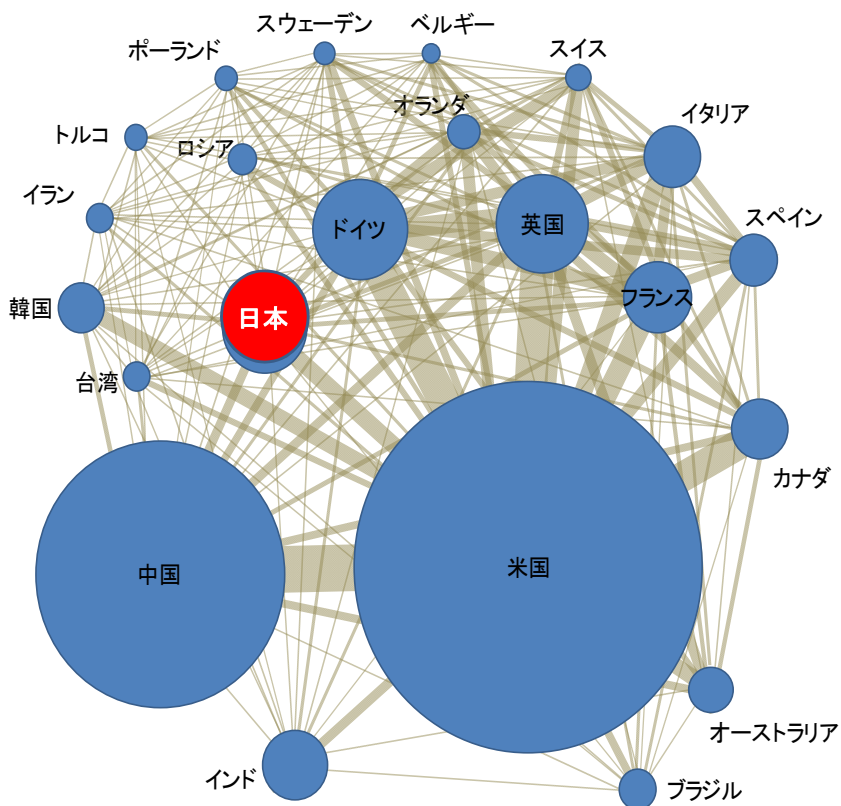 スウェーデン
ベルギー
スイス
ポーランド
オランダ
イタリア
トルコ
ロシア
イラン
ドイツ
英国
スペイン
韓国
日本
フランス
台湾
カナダ
中国
米国
オーストラリア
インド
ブラジル